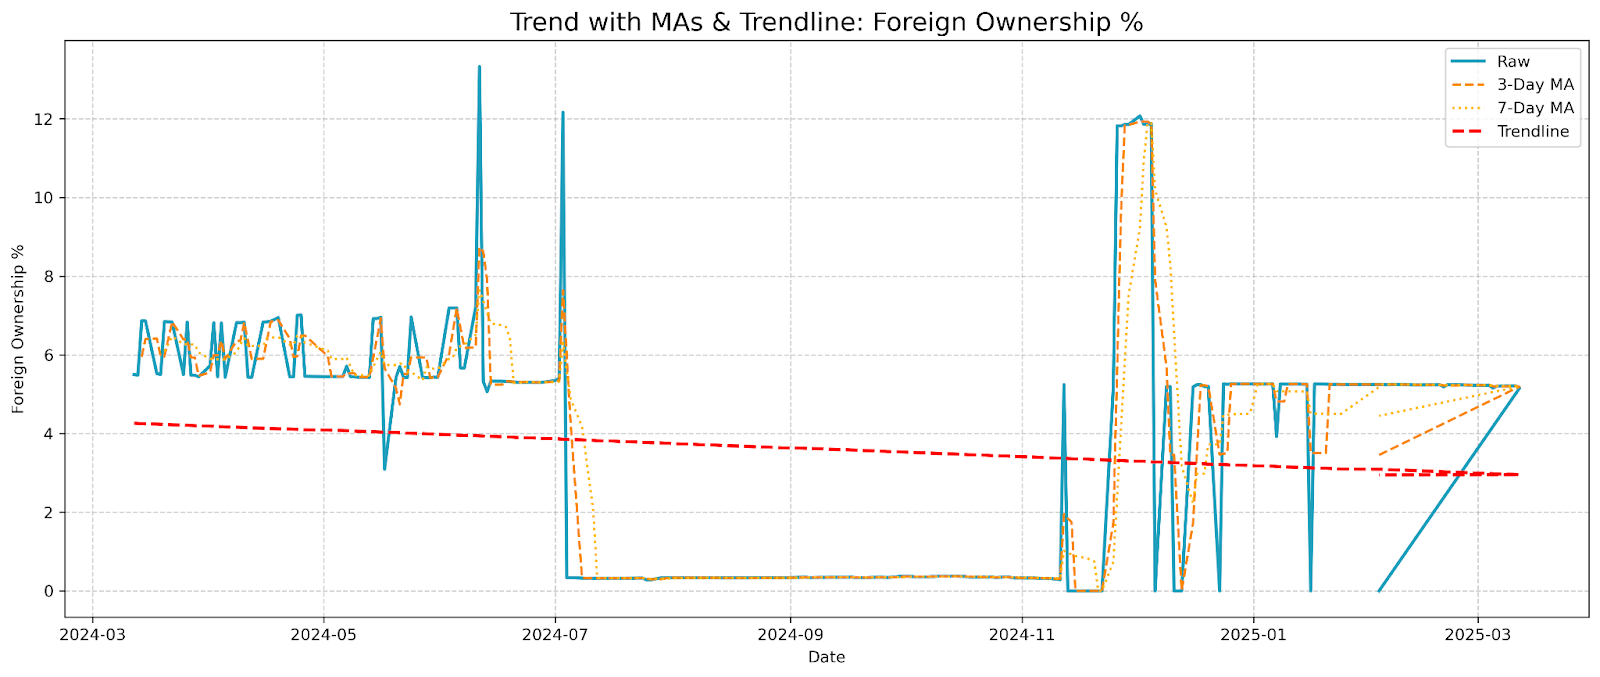 Trend with MAs & Trendline: Foreign Ownership %
Raw
3-Day MA
7-Day MA
Trendline
Foreign Ownership %
12
10
8
6
4
2
0
2024-03
2024-05
2024-07
2024-09
2024-11
2025-01
2025-03
Date